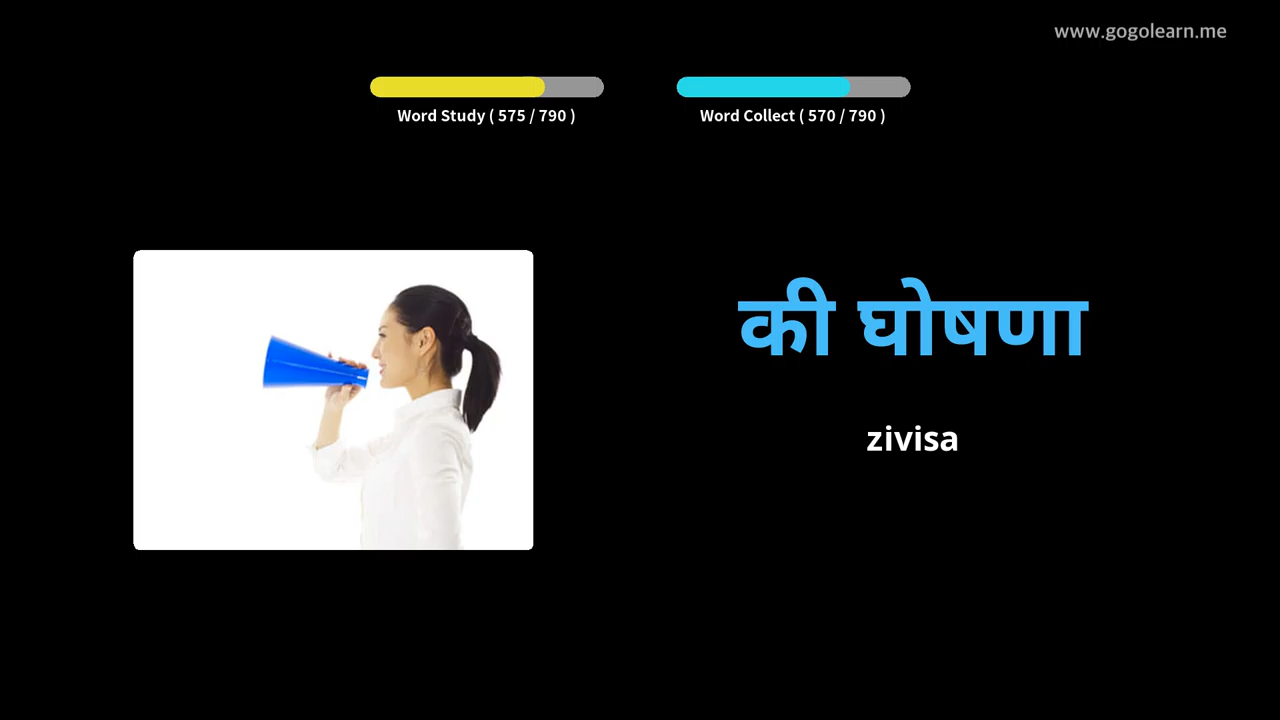 www.gogolearn.me
Word Study ( 575 / 790 )
Word Collect ( 570 / 790 )
की घोषणा
zivisa